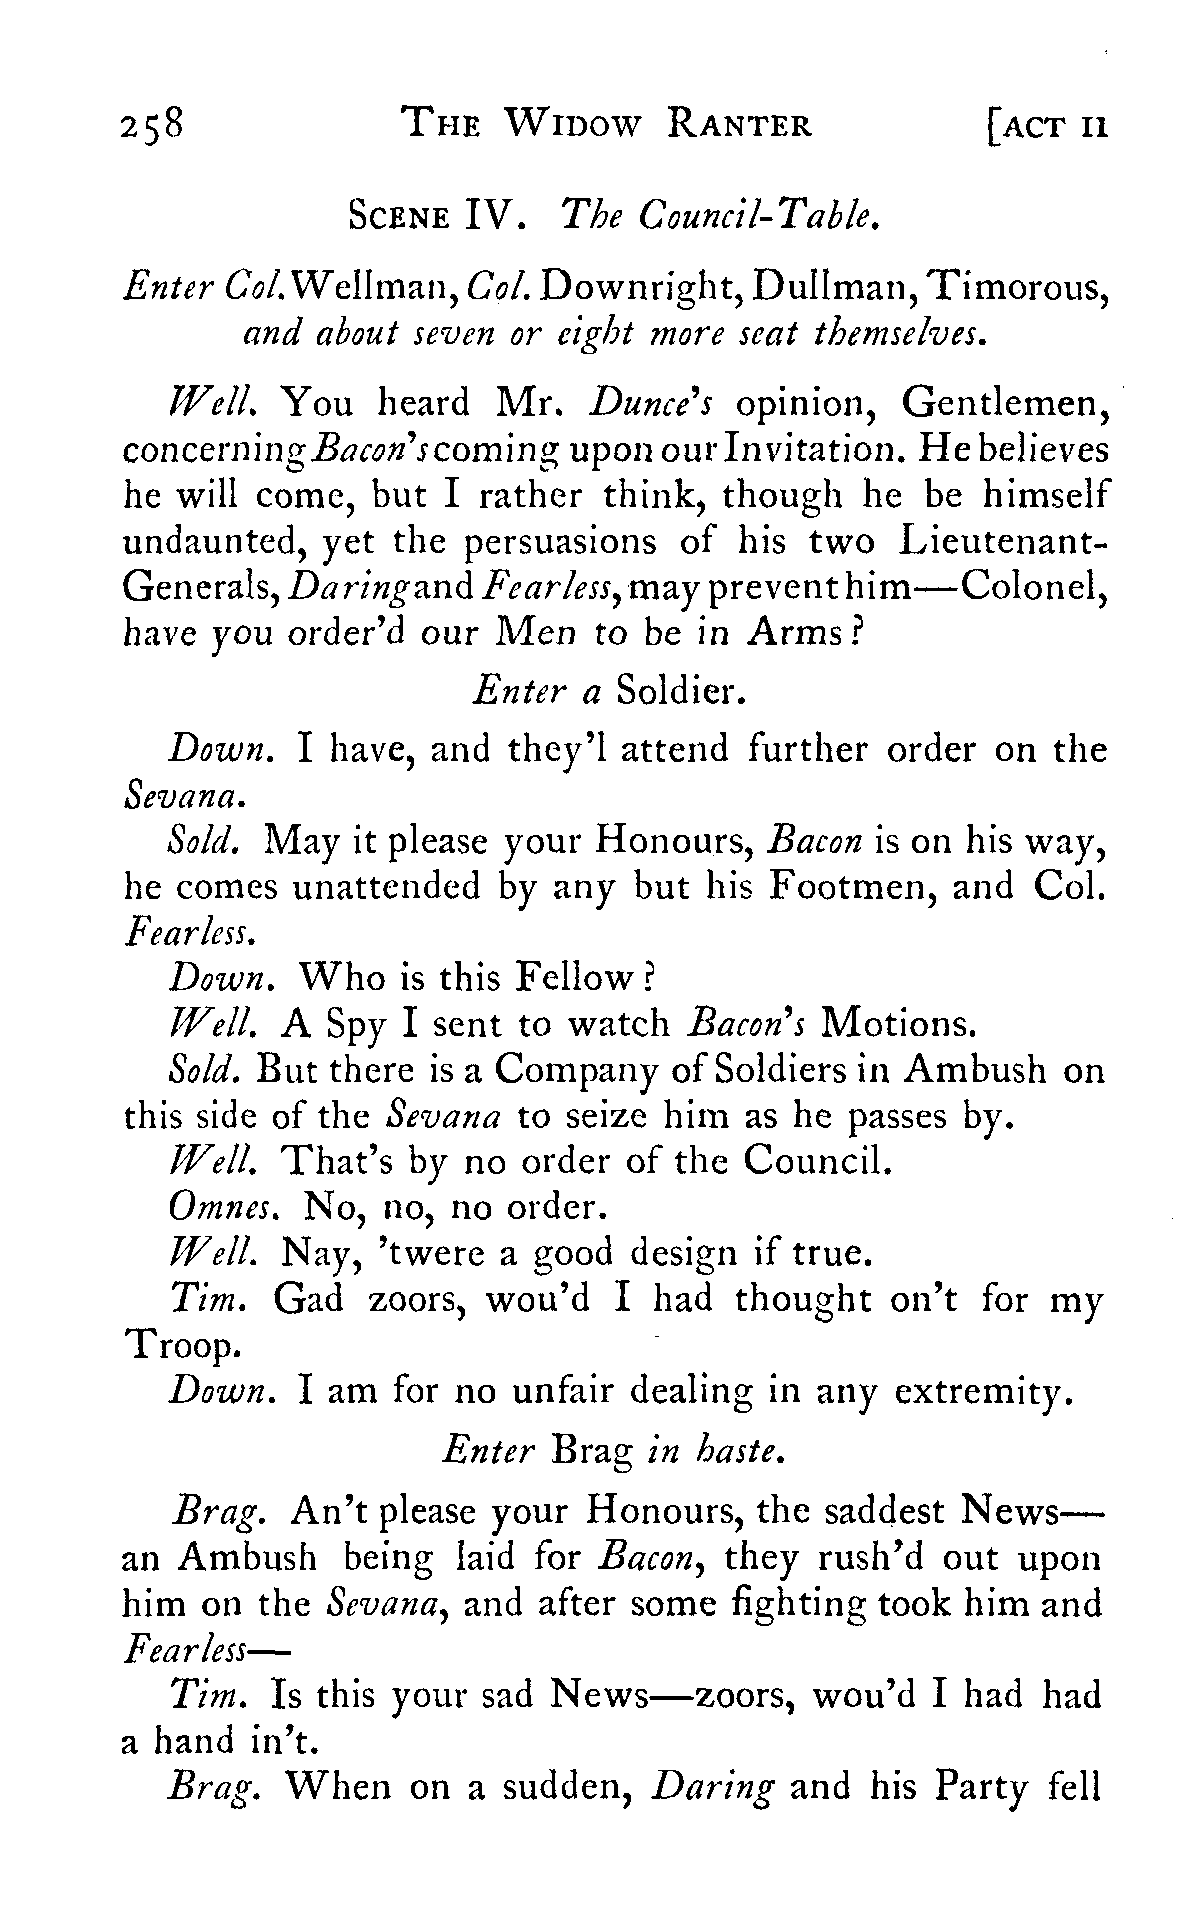 258 THE WIDOW RANTER [ACT II
SCENE IV. The Council-Table.
Enter Col. Wellman, Col. Downright, Dullman, Timorous,
and about seven or eight more seat themselves.
Well. You heard Mr. Dunce's opinion, Gentlemen,
concerning Bacon's coming upon our Invitation. He believes
he will come, but I rather think, though he be himself
undaunted, yet the persuasions of his two Lieutenant-
Generals, Daring and Fearless, may prevent him—Colonel,
have you order'd our Men to be in Arms?
Enter a Soldier.
Down. I have, and they'l attend further order on the
Sevana.
Sold. May it please your Honours, Bacon is on his way,
he comes unattended by any but his Footmen, and Col.
Fearless.
Down. Who is this Fellow?
Well. A Spy I sent to watch Bacon's Motions.
Sold. But there is a Company of Soldiers in Ambush on
this side of the Sevana to seize him as he passes by.
Well. That's by no order of the Council.
Omnes. No, no, no order.
Well. Nay, 'twere a good design if true.
Tim. Gad zoors, wou'd I had thought on't for my
Troop.
Down. I am for no unfair dealing in any extremity.
Enter Brag in haste.
Brag. An't please your Honours, the saddest News—
an Ambush being laid for Bacon, they rush'd out upon
him on the Sevana, and after some fighting took him and
Fearless—
Tim. Is this your sad News—zoors, wou'd I had had
a hand in't.
Brag. When on a sudden, Daring and his Party fell